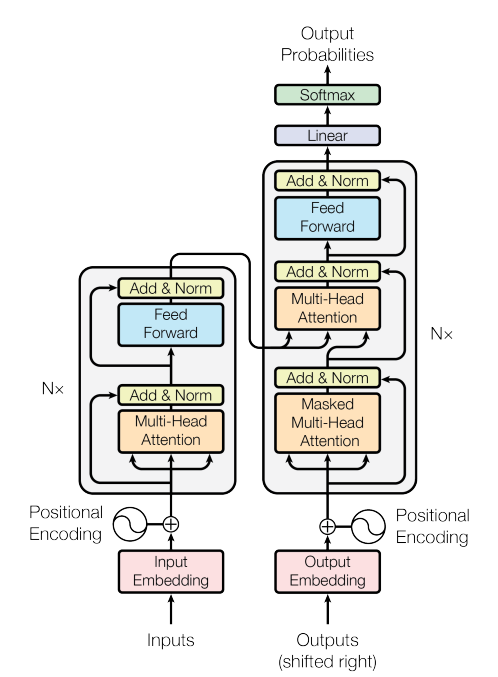 Output
Probabilities
Softmax
Linear
Add & Norm
Feed
Forward
Add & Norm
Multi-Head
Attention
Add & Norm
Masked
Multi-Head
Attention
N×
Add & Norm
Feed
Forward
Add & Norm
Multi-Head
Attention
N×
Positional
Encoding
Positional
Encoding
Input
Embedding
Output
Embedding
Inputs
Outputs
(shifted right)